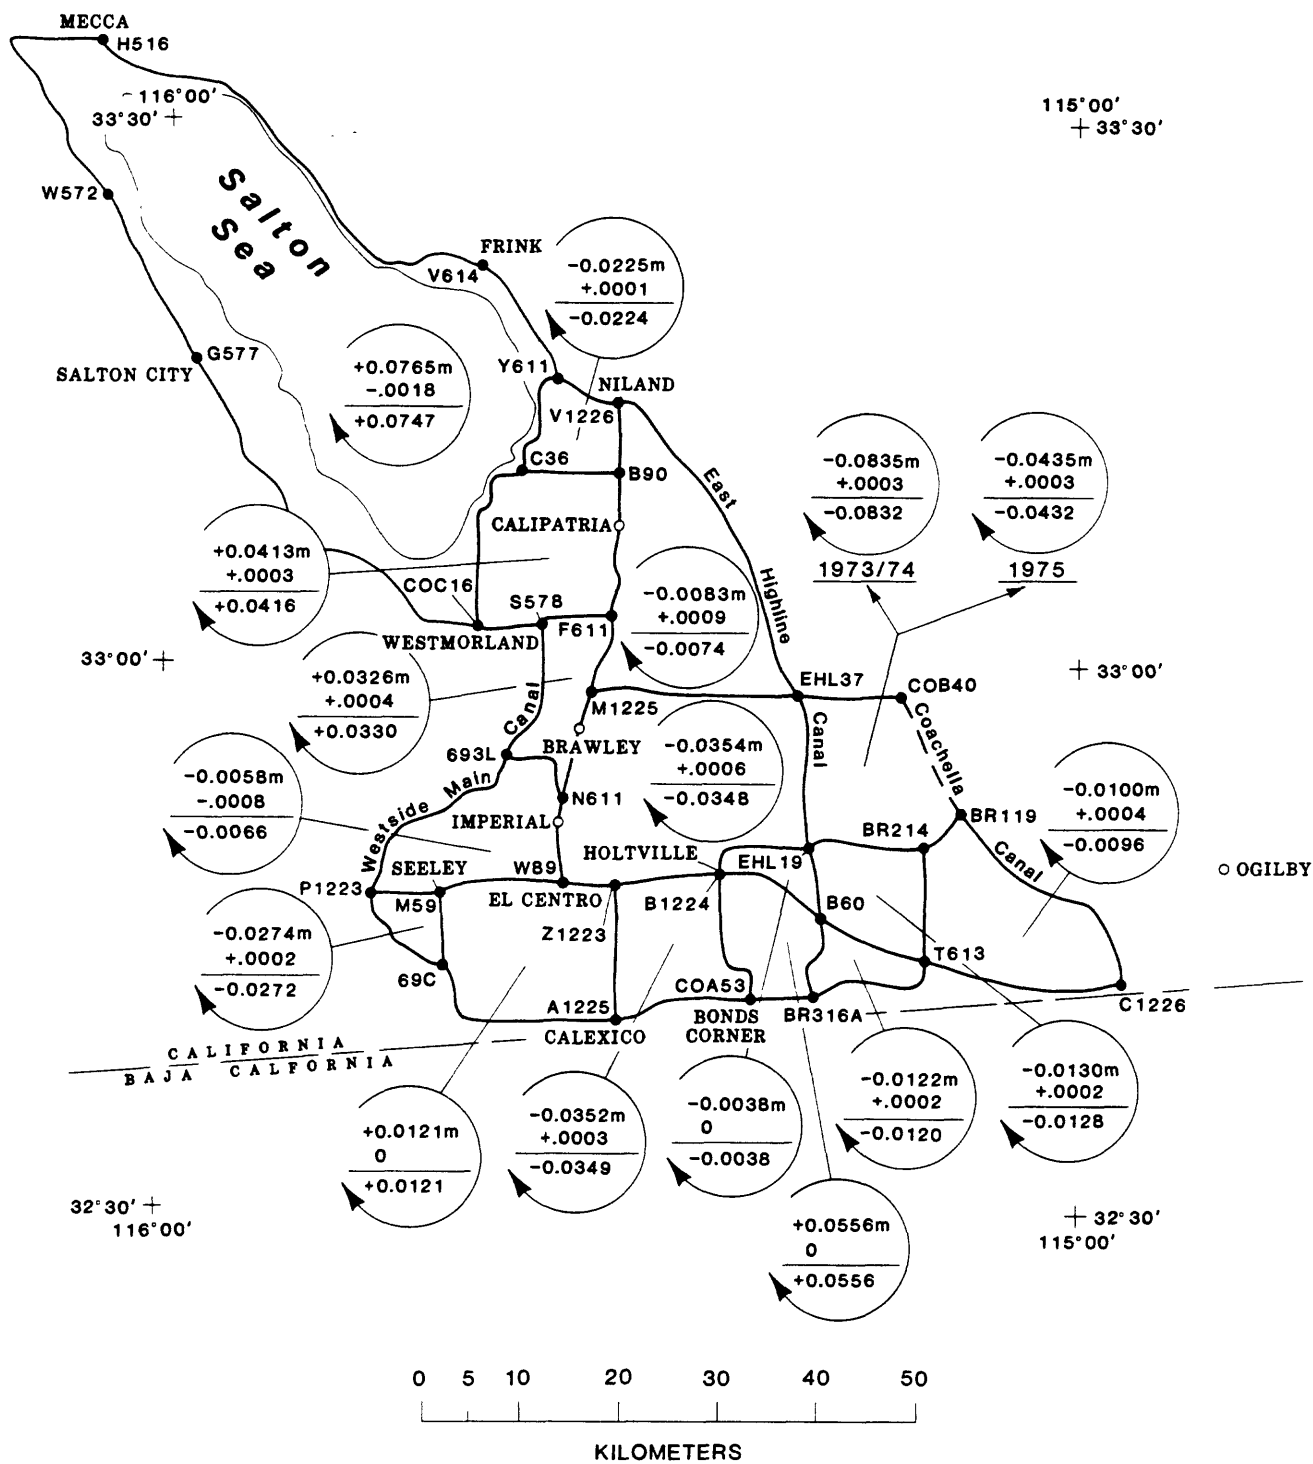 MECCA
H516
116°00'
33°30'
115°00'
33°30'
W572
Salton
Sea
FRINK
V614
-0.0225m
+.0001
-0.0224
G577
SALTON CITY
+0.0765m
-.0018
+0.0747
Y611
NILAND
V1226
C36
B90
East
Highline
Canal
CALIPATRIA
-0.0835m
+.0003
-0.0832
1973/74
-0.0435m
+.0003
-0.0432
1975
+0.0413m
+.0003
+0.0416
COC16
S578
WESTMORLAND
F611
-0.0083m
+.0009
-0.0074
33°00'
33°00'
+0.0326m
+.0004
+0.0330
EHL37
COB40
M1225
Coachella
Canal
BRAWLEY
693L
Westside Main
Canal
-0.0354m
+.0006
-0.0348
-0.0058m
-.0008
-0.0066
N611
IMPERIAL
BR119
-0.0100m
+.0004
-0.0096
BR214
HOLTVILLE
EHL19
OGILBY
SEELEY
W89
P1223
M59
EL CENTRO
B1224
B60
Z1223
-0.0274m
+.0002
-0.0272
69C
T613
COA53
A1225
BONDS
CORNER
BR316A
C1226
CALEXICO
CALIFORNIA
BAJA CALFORNIA
+0.0121m
0
+0.0121
-0.0352m
+.0003
-0.0349
-0.0038m
0
-0.0038
-0.0122m
+.0002
-0.0120
-0.0130m
+.0002
-0.0128
32°30'
116°00'
+0.0556m
0
+0.0556
32°30'
115°00'
0 5 10 20 30 40 50
KILOMETERS